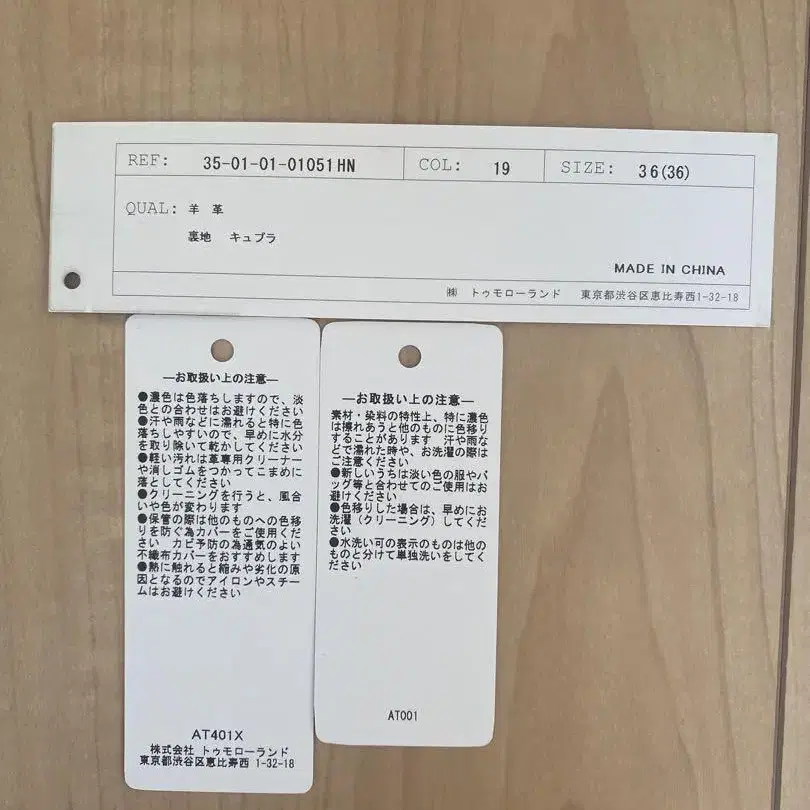 REF: 35-01-01-01051HN COL: 19 SIZE: 36(36)
QUAL: 羊 革
裏地 キュプラ
MADE IN CHINA
㈱ トゥモローランド 東京都渋谷区恵比寿西1-32-18
―お取扱い上の注意―
●濃色は色落ちしますので、淡
色との合わせはお避けください
●汗や雨などに濡れると特に色
落ちしやすいので、早めに水分
を取り除いて乾かしてください
●軽い汚れは革専用クリーナー
や消しゴムをつかってこまめに
落としてください
●クリーニングを行うと、風合
いや色が変わります
●保管の際は他のものへの色移
りを防ぐ為カバーをご使用くだ
さい カビ予防の為通気のよい
不織布カバーをおすすめします
●熱に触れると縮みや劣化の原
因となるのでアイロンやスチー
ムはお避けください
AT401X
株式会社 トゥモローランド
東京都渋谷区恵比寿西 1-32-18
―お取扱い上の注意―
素材・染料の特性上、特に濃色
は擦れあうと他のものに色移り
することがあります 汗や雨な
どで濡れた時や、お洗濯の際は
ご注意ください
●新しいうちは淡い色の服やバ
ッグ等と合わせてのご使用はお
避けください
●色移りした場合は、早めにお
洗濯（クリーニング）してくだ
さい
●水洗い可の表示のものは他の
ものと分けて単独洗いをしてく
ださい
AT001